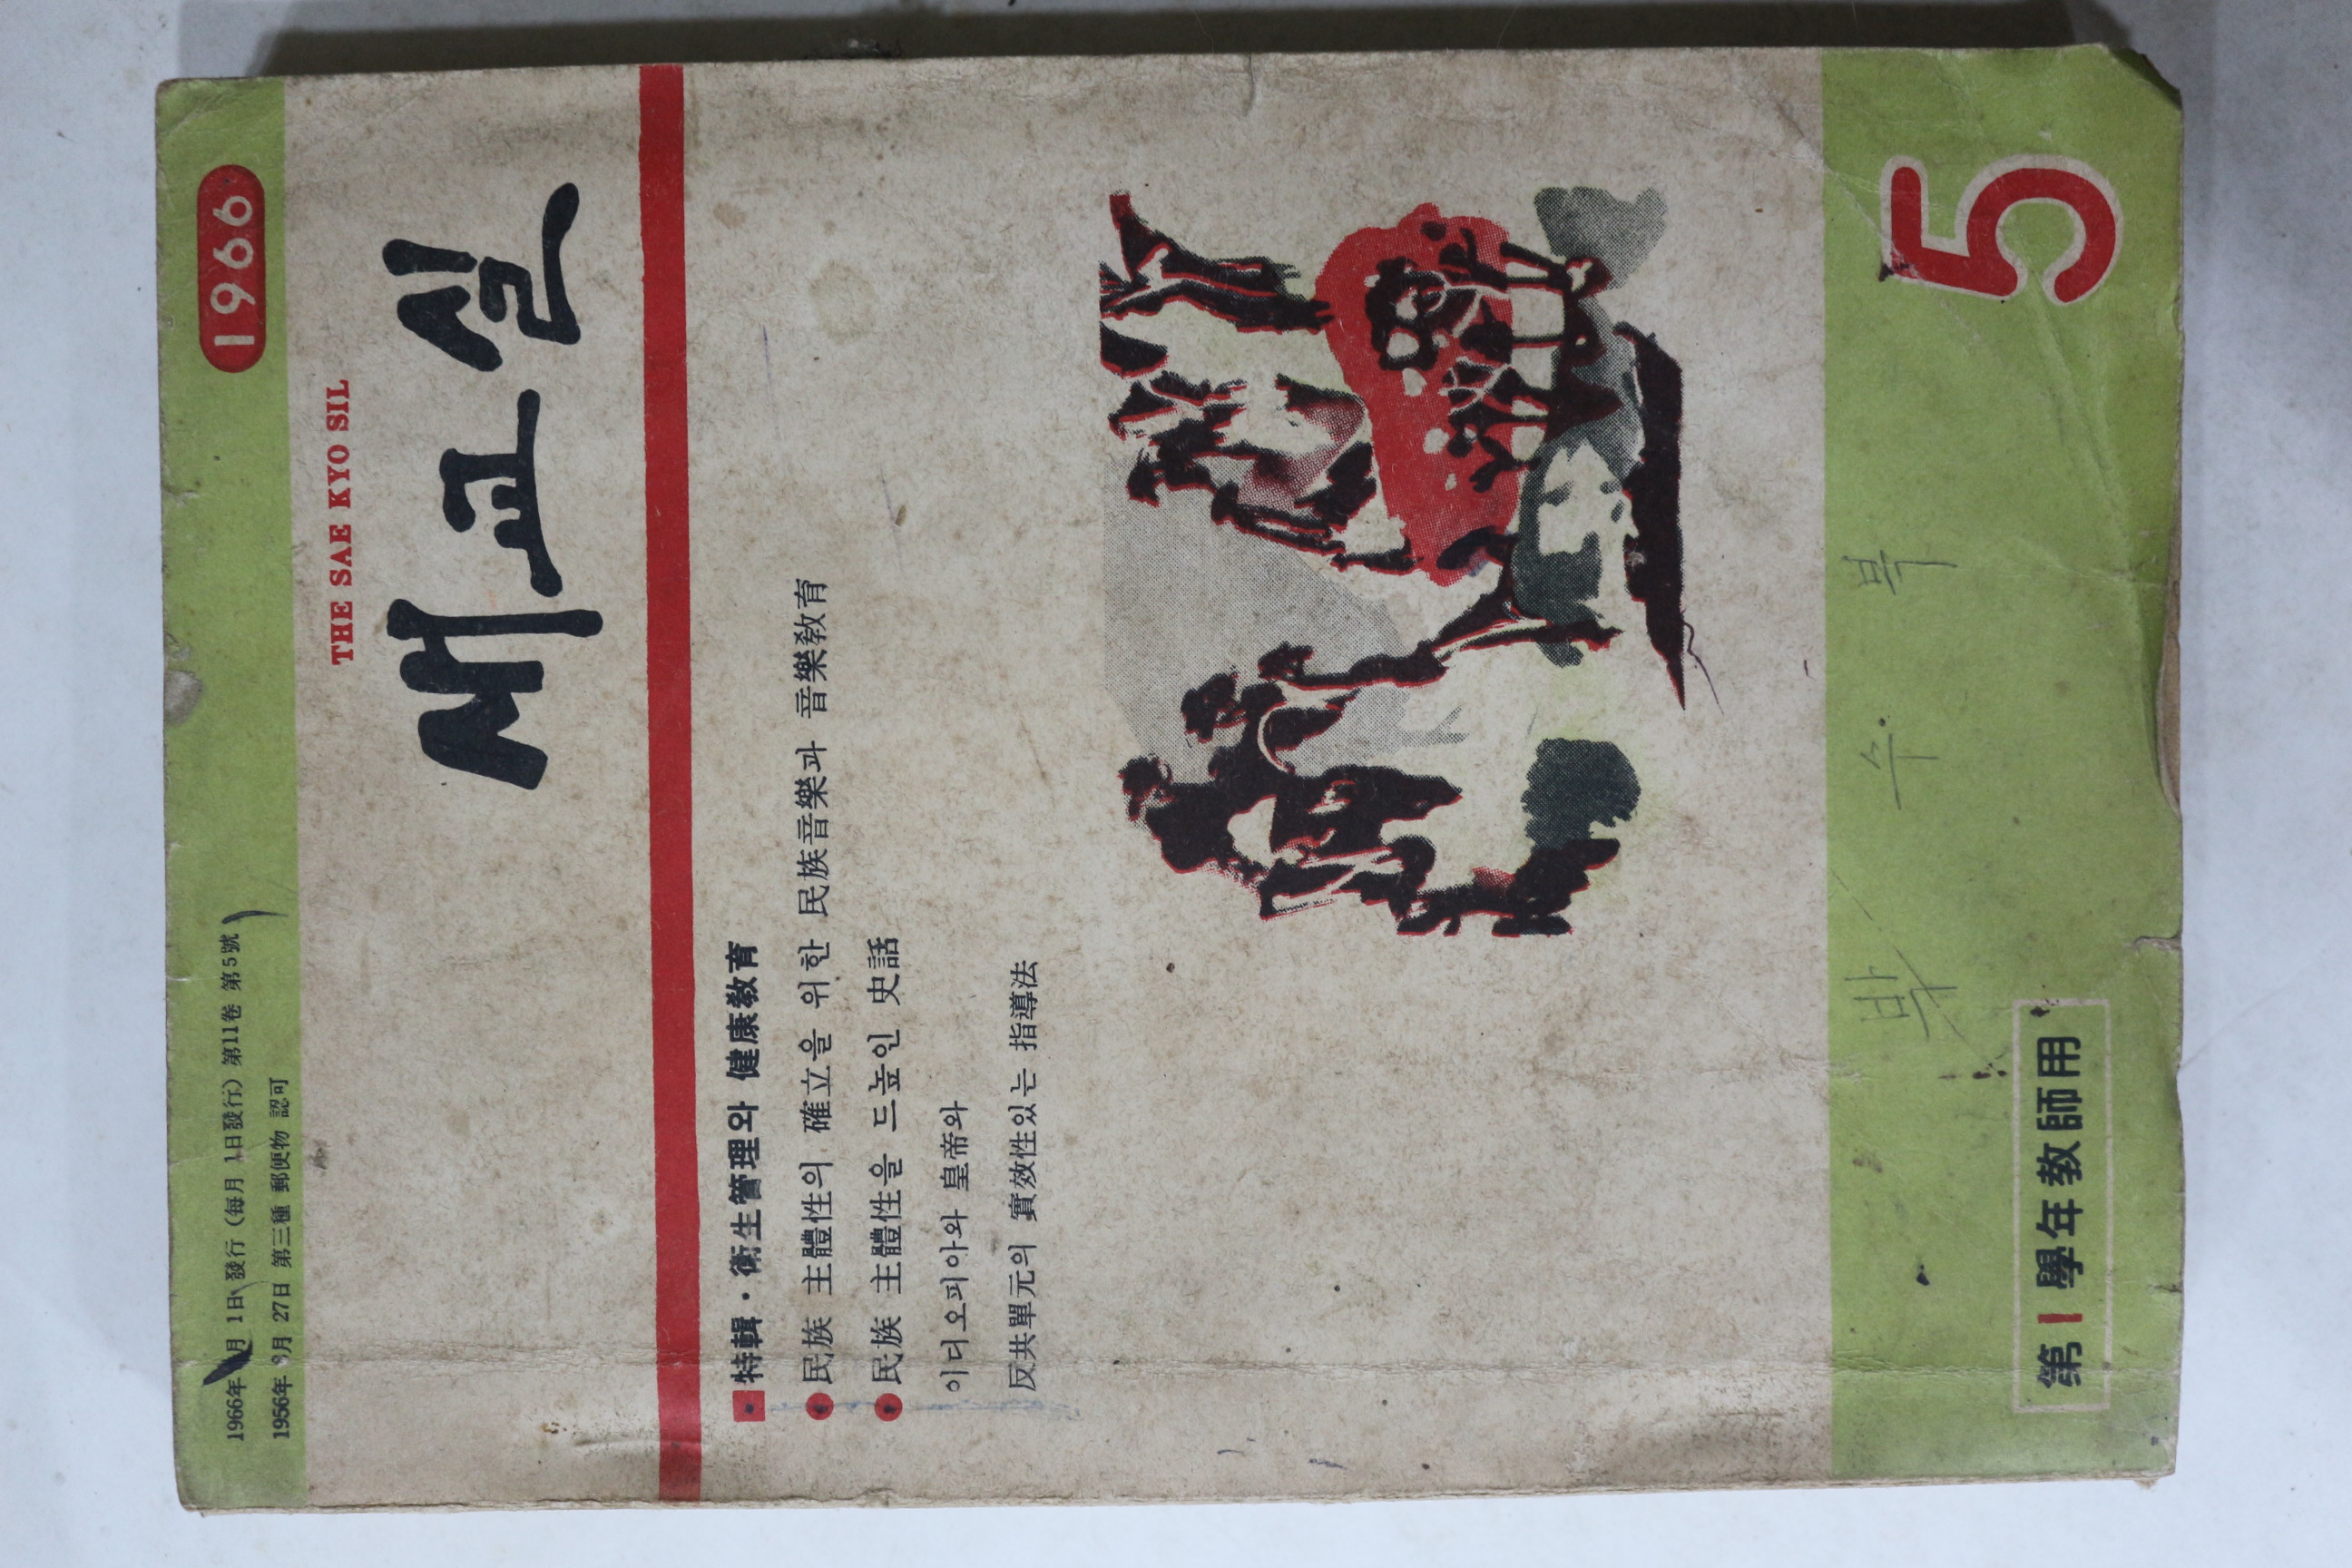 1966年 月 1日 發行 (每月 1日發行) 第11卷 第5號
1956年 月 27日 第三種 郵便物 認可
1966
THE SAE KYO SIL
새교실
特輯·衛生管理와 健康敎育
民族 主體性의 確立을 위한 民族音樂과 音樂敎育
民族 主體性을 드높인 史話
이디오피아와 皇帝와
反共單元의 實效性있는 指導法
박 수 복
5
第1學年敎師用